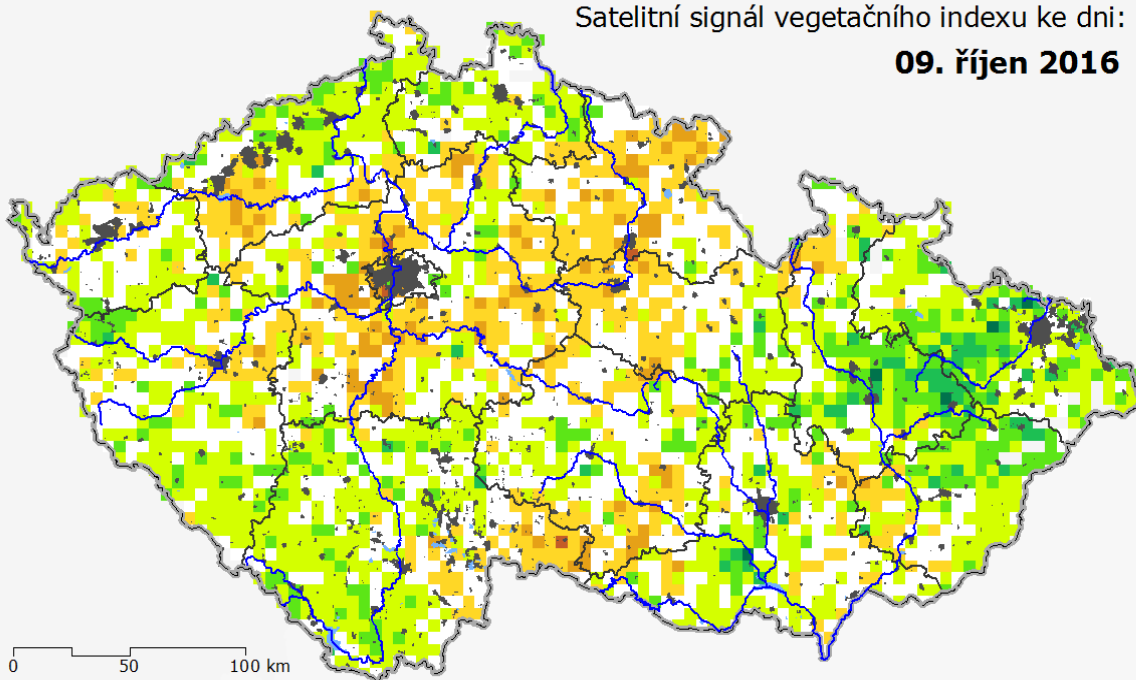 Satelitní signál vegetačního indexu ke dni:
09. říjen 2016
0 50 100 km